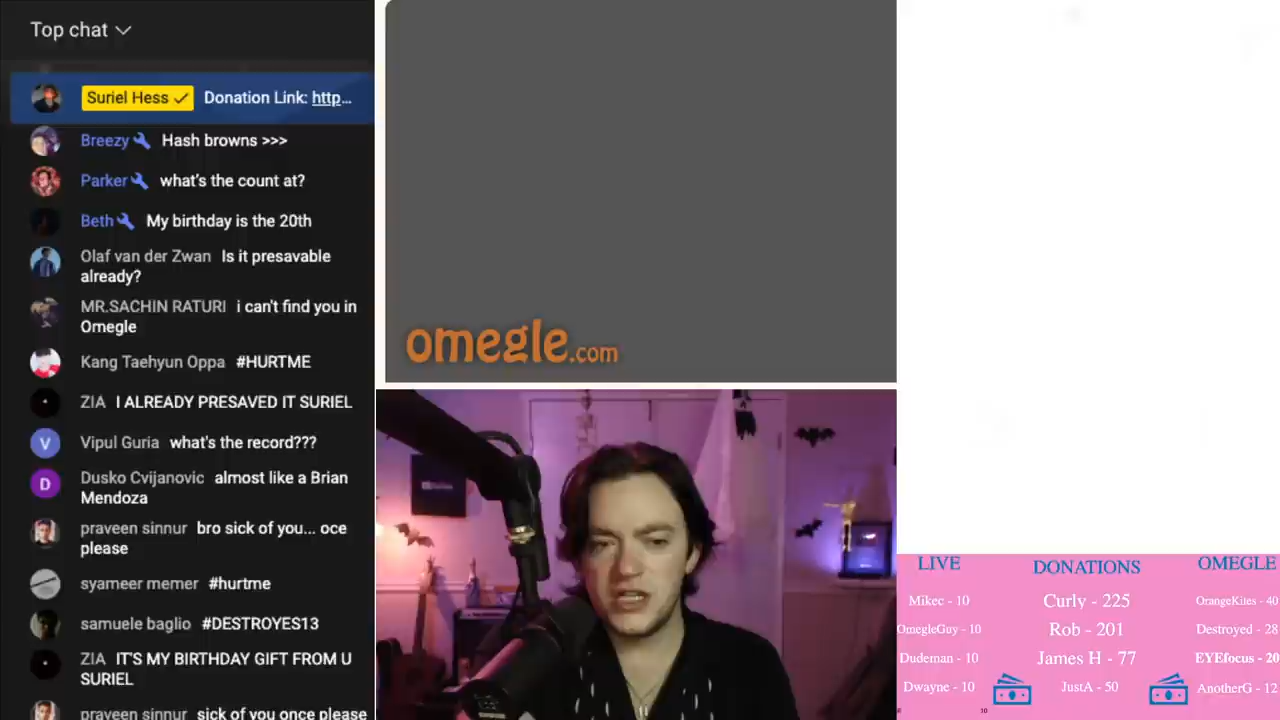 Top chat
Suriel Hess Donation Link: http...
Breezy Hash browns >>>
Parker what's the count at?
Beth My birthday is the 20th
Olaf van der Zwan Is it presavable
already?
MR.SACHIN RATURI i can't find you in
Omegle
Kang Taehyun Oppa #HURTME
ZIA I ALREADY PRESAVED IT SURIEL
V
Vipul Guria what's the record???
D
Dusko Cvijanovic almost like a Brian
Mendoza
praveen sinnur bro sick of you... oce
please
syameer memer #hurtme
samuele baglio #DESTROYES13
ZIA IT'S MY BIRTHDAY GIFT FROM U
SURIEL
praveen sinnur sick of you once please
omegle.com
LIVE
Mikec - 10
OmegleGuy - 10
Dudeman - 10
Dwayne - 10
DONATIONS
Curly - 225
Rob - 201
James H - 77
JustA - 50
OMEGLE
OrangeKites - 40
Destroyed - 28
EYEfocus - 20
AnotherG - 12